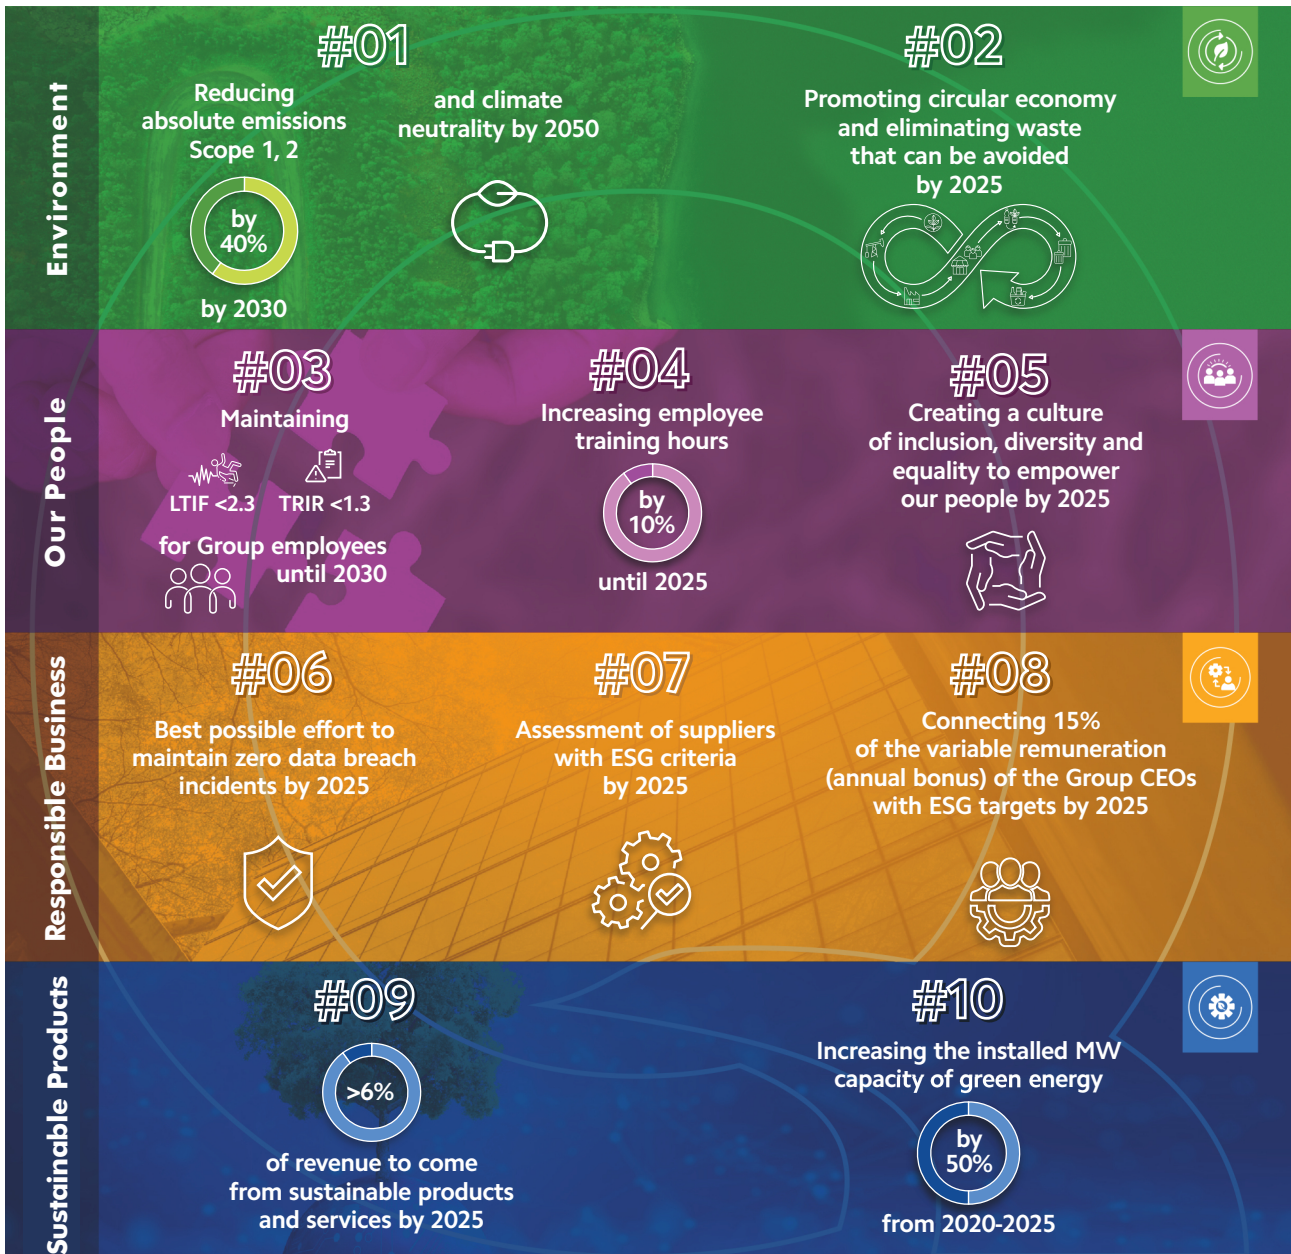 Environment
#01
Reducing
absolute emissions
Scope 1, 2
by
40%
by 2030
and climate
neutrality by 2050
#02
Promoting circular economy
and eliminating waste
that can be avoided
by 2025
Our People
#03
Maintaining
LTIF <2.3
TRIR <1.3
for Group employees
until 2030
#04
Increasing employee
training hours
by
10%
until 2025
#05
Creating a culture
of inclusion, diversity and
equality to empower
our people by 2025
Responsible Business
#06
Best possible effort to
maintain zero data breach
incidents by 2025
#07
Assessment of suppliers
with ESG criteria
by 2025
#08
Connecting 15%
of the variable remuneration
(annual bonus) of the Group CEOs
with ESG targets by 2025
Sustainable Products
#09
>6%
of revenue to come
from sustainable products
and services by 2025
#10
Increasing the installed MW
capacity of green energy
by
50%
from 2020-2025